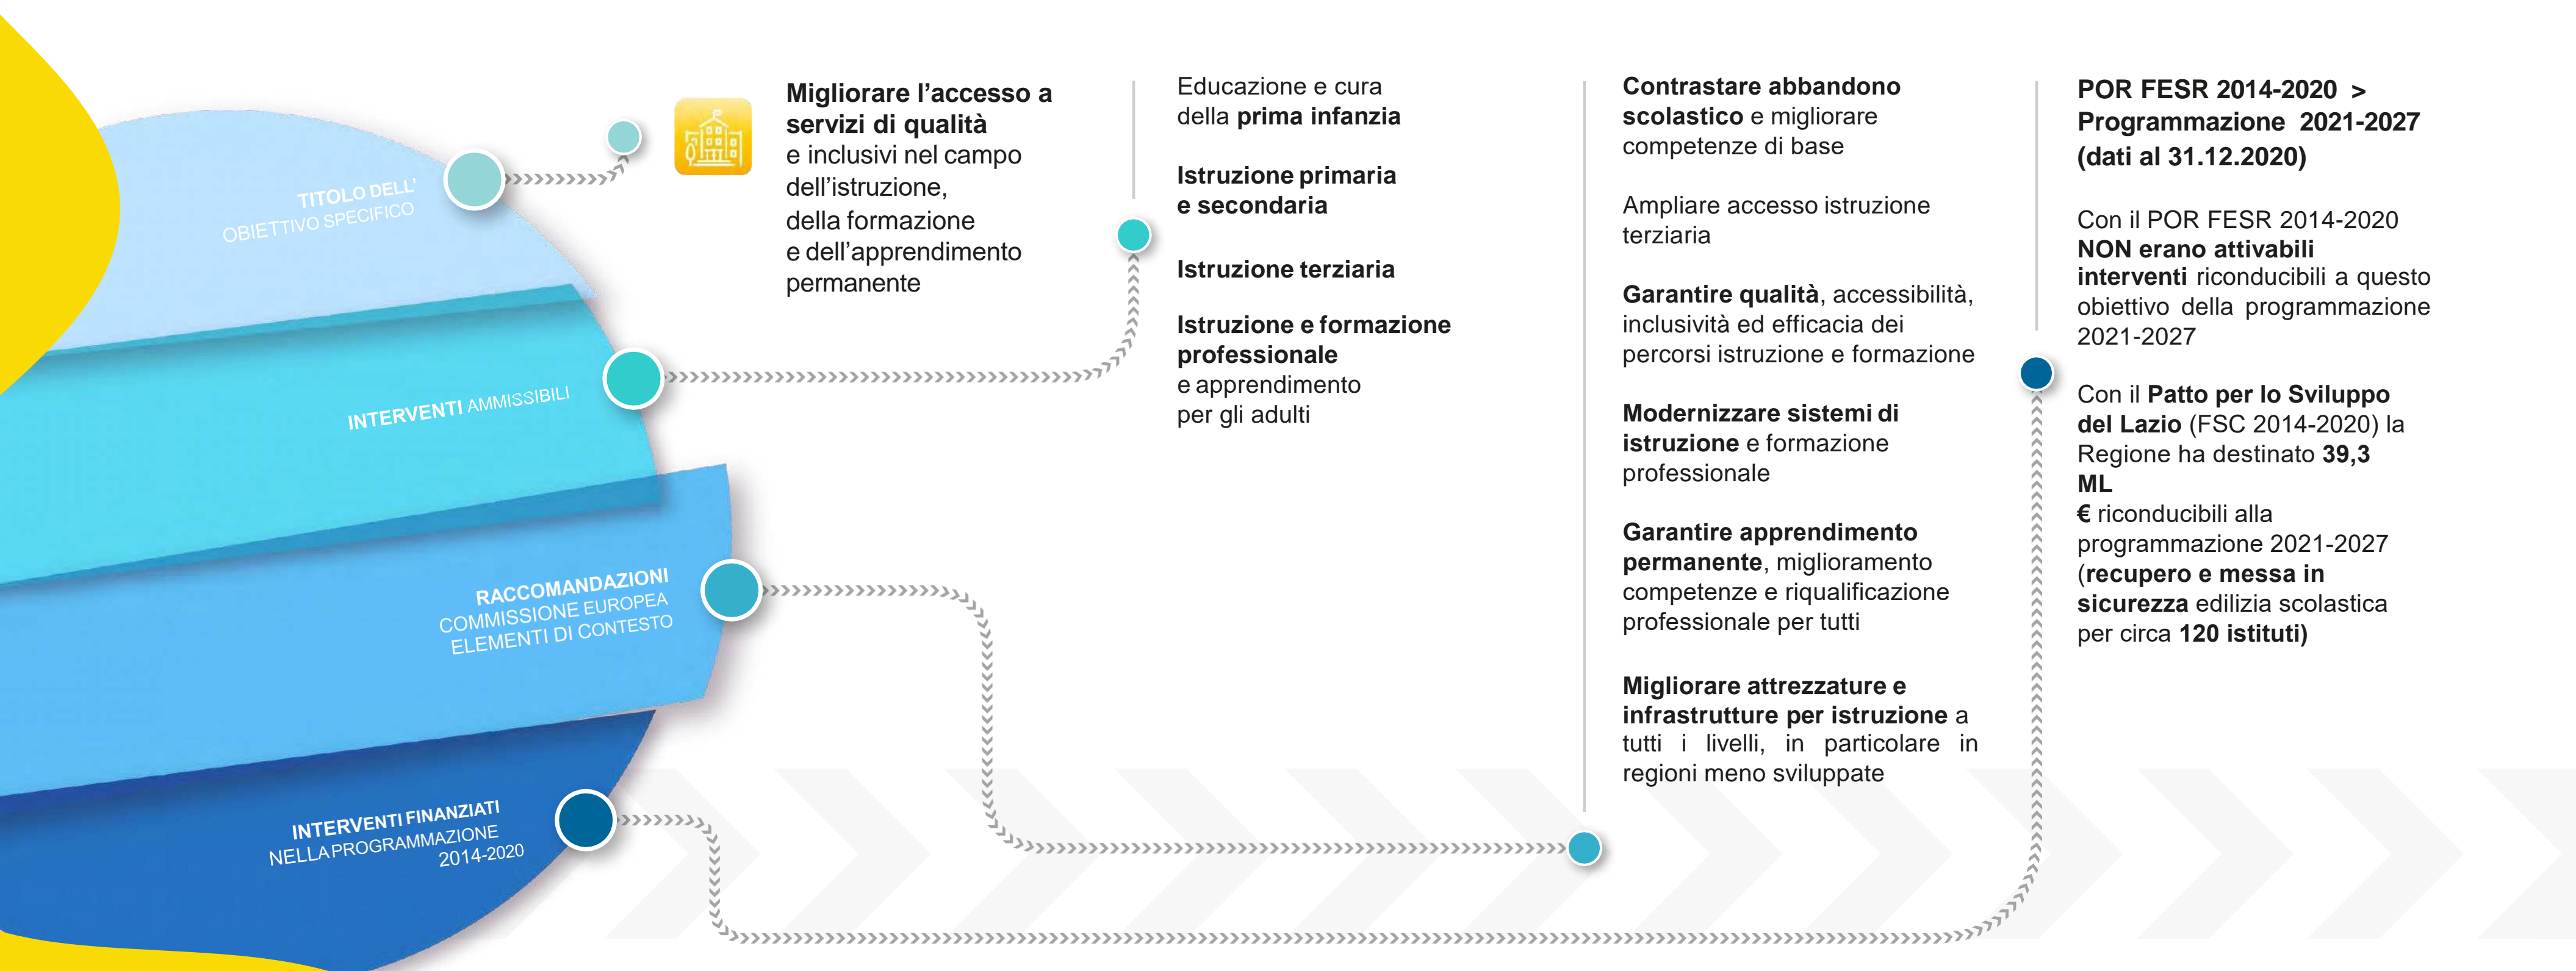 TITOLO DELL'
OBIETTIVO SPECIFICO
INTERVENTI AMMISSIBILI
RACCOMANDAZIONI
COMMISSIONE EUROPEA
ELEMENTI DI CONTESTO
INTERVENTI FINANZIATI
NELLA PROGRAMMAZIONE
2014-2020
Migliorare l’accesso a
servizi di qualità
e inclusivi nel campo
dell’istruzione,
della formazione
e dell’apprendimento
permanente
Educazione e cura
della prima infanzia
Istruzione primaria
e secondaria
Istruzione terziaria
Istruzione e formazione
professionale
e apprendimento
per gli adulti
Contrastare abbandono
scolastico e migliorare
competenze di base
Ampliare accesso istruzione
terziaria
Garantire qualità, accessibilità,
inclusività ed efficacia dei
percorsi istruzione e formazione
Modernizzare sistemi di
istruzione e formazione
professionale
Garantire apprendimento
permanente, miglioramento
competenze e riqualificazione
professionale per tutti
Migliorare attrezzature e
infrastrutture per istruzione a
tutti i livelli, in particolare in
regioni meno sviluppate
POR FESR 2014-2020 >
Programmazione 2021-2027
(dati al 31.12.2020)
Con il POR FESR 2014-2020
NON erano attivabili
interventi riconducibili a questo
obiettivo della programmazione
2021-2027
Con il Patto per lo Sviluppo
del Lazio (FSC 2014-2020) la
Regione ha destinato 39,3
ML
€ riconducibili alla
programmazione 2021-2027
(recupero e messa in
sicurezza edilizia scolastica
per circa 120 istituti)